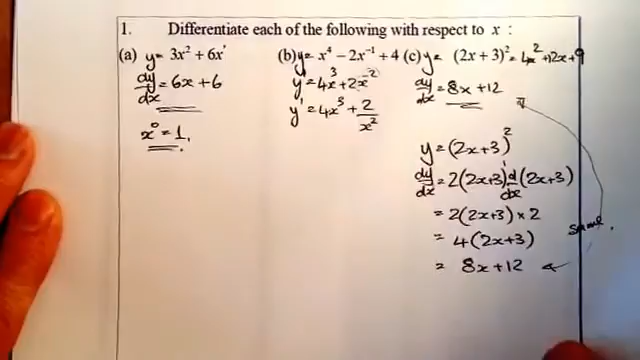 1. Differentiate each of the following with respect to x :
(a) y= 3x² + 6x¹
dy/dx = 6x + 6
x⁰ = 1.
(b) y= x⁴ − 2x⁻¹ + 4
y' = 4x³ + 2x⁻²
y' = 4x³ + 2/x²
(c) y= (2x + 3)² = 4x² + 12x + 9
dy/dx = 8x + 12
y = (2x+3)²
dy/dx = 2(2x+3)¹ d/dx (2x+3)
= 2(2x+3) × 2
= 4(2x+3)
= 8x+12
same.